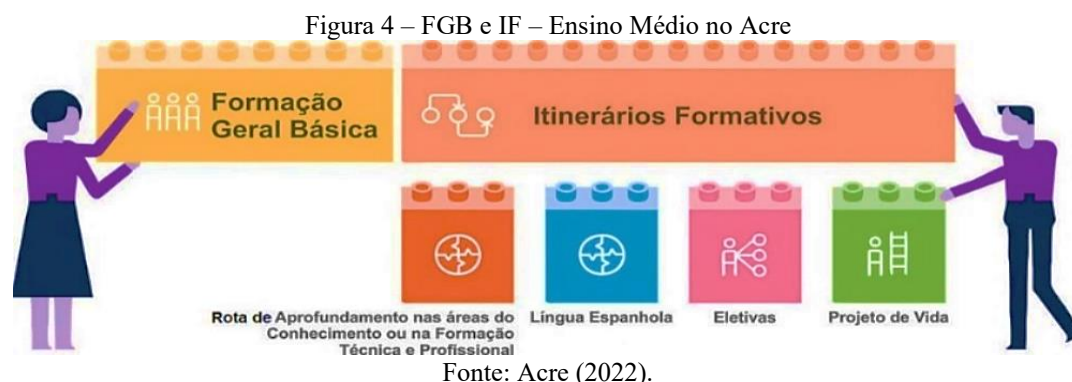 Figura 4 – FGB e IF – Ensino Médio no Acre
Formação
Geral Básica
Itinerários Formativos
Rota de Aprofundamento nas áreas do
Conhecimento ou na Formação
Técnica e Profissional
Língua Espanhola
Eletivas
Projeto de Vida
Fonte: Acre (2022).